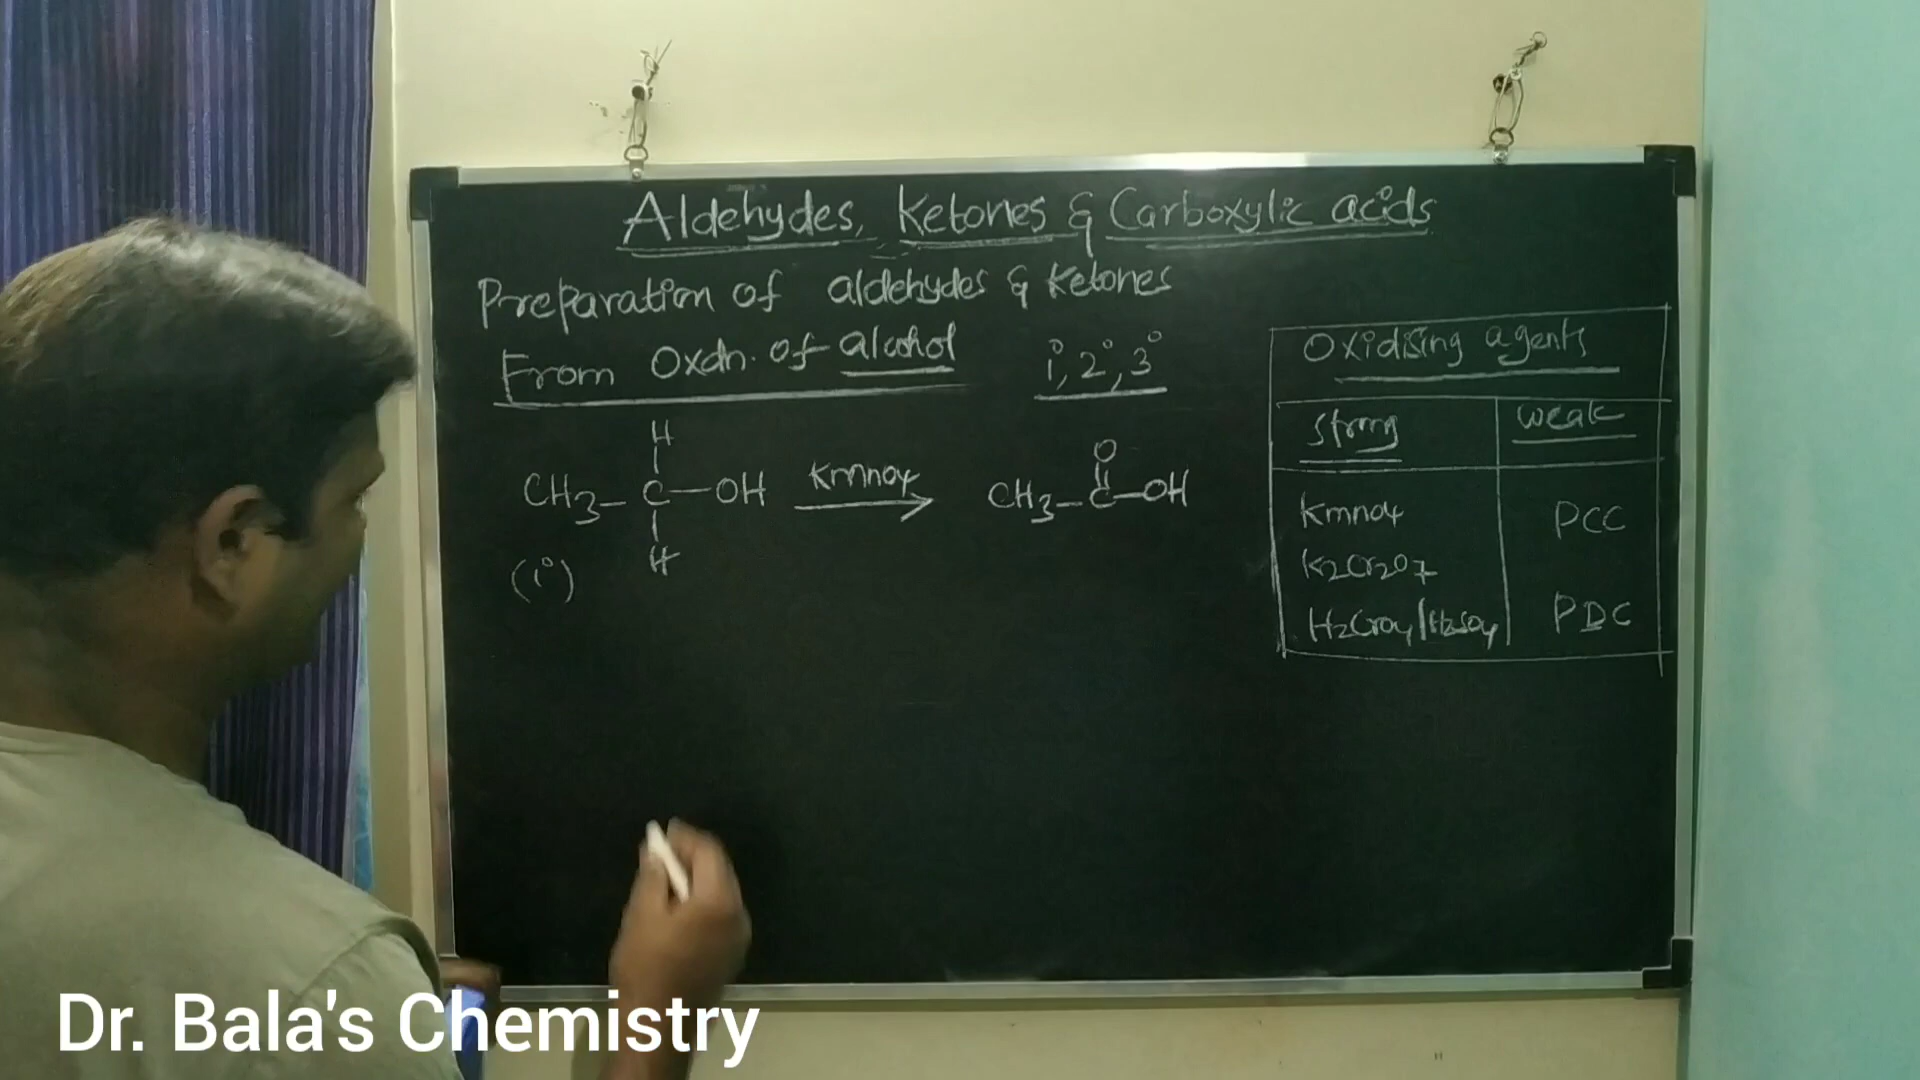 Aldehydes, Ketones & Carboxylic acids
Preparation of aldehydes & Ketones
From Oxdn. of alcohol 1°, 2°, 3°
H
CH3-C-OH KMnO4 → CH3-C-OH
O
H
(1°)
Oxidising agents
Strong weak
KMnO4 PCC
K2Cr2O7
H2CrO4/H2SO4 PDC
Dr. Bala's Chemistry